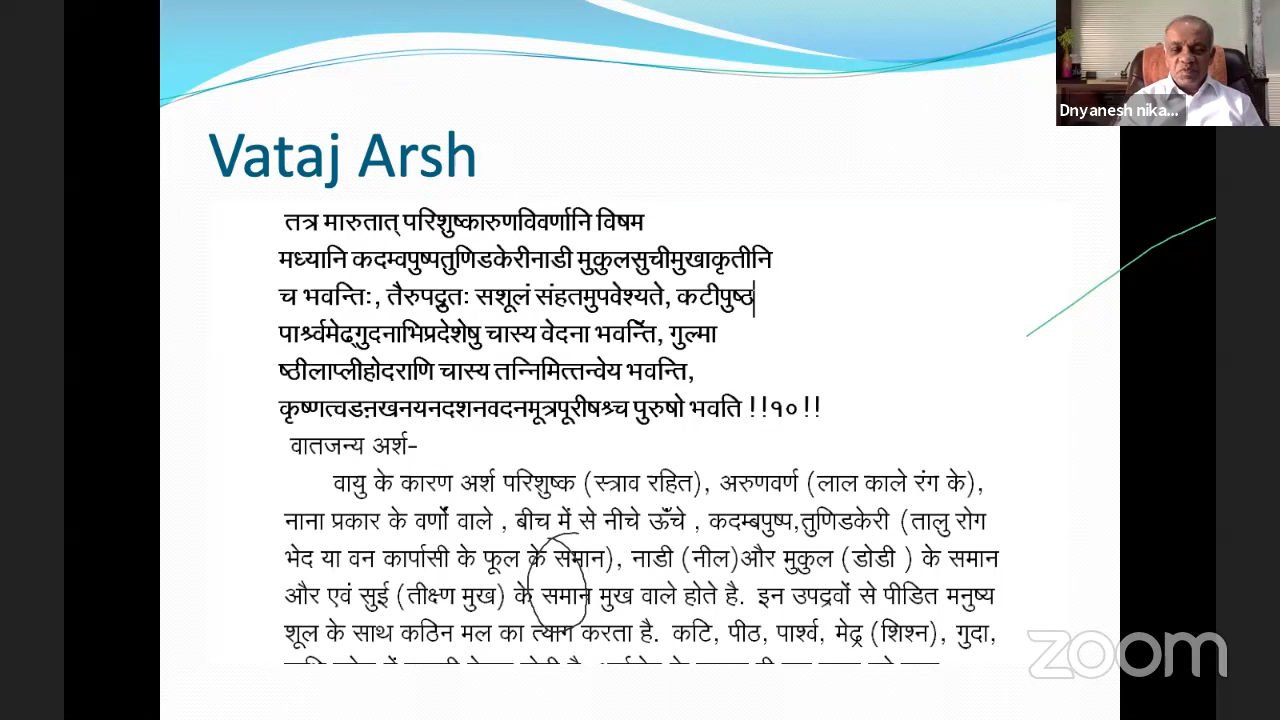 Dnyanesh nika...
Vataj Arsh
तत्र मारुतात् परिशुष्कारुणविवर्णानि विषम
मध्यानि कदम्वपुष्पतुणिडकेरीनाडी मुकुलसुचीमुखाकृतीनि
च भवन्तिः, तैरुपद्रुतः सशूलं संहतमुपवेश्यते, कटीपुष्ठ
पार्श्र्वमेढ्गुदनाभिप्रदेशेषु चास्य वेदना भवन्ति, गुल्मा
ष्ठीलाप्लीहोदराणि चास्य तन्निमित्तन्वेय भवन्ति,
कृष्णत्वडऩखनयनदशनवदनमूत्रपूरीषश्र्च पुरुषो भवति !!१०!!
वातजन्य अर्श-
वायु के कारण अर्श परिशुष्क (स्त्राव रहित), अरुणवर्ण (लाल काले रंग के),
नाना प्रकार के वर्णों वाले , बीच में से नीचे ऊँचे , कदम्बपुष्प,तुणिडकेरी (तालु रोग
भेद या वन कार्पासी के फूल के समान), नाडी (नील)और मुकुल (डोडी ) के समान
और एवं सुई (तीक्ष्ण मुख) के समान मुख वाले होते है. इन उपद्रवों से पीडित मनुष्य
शूल के साथ कठिन मल का त्याग करता है. कटि, पीठ, पार्श्व, मेढ्र (शिश्न), गुदा,
zoom